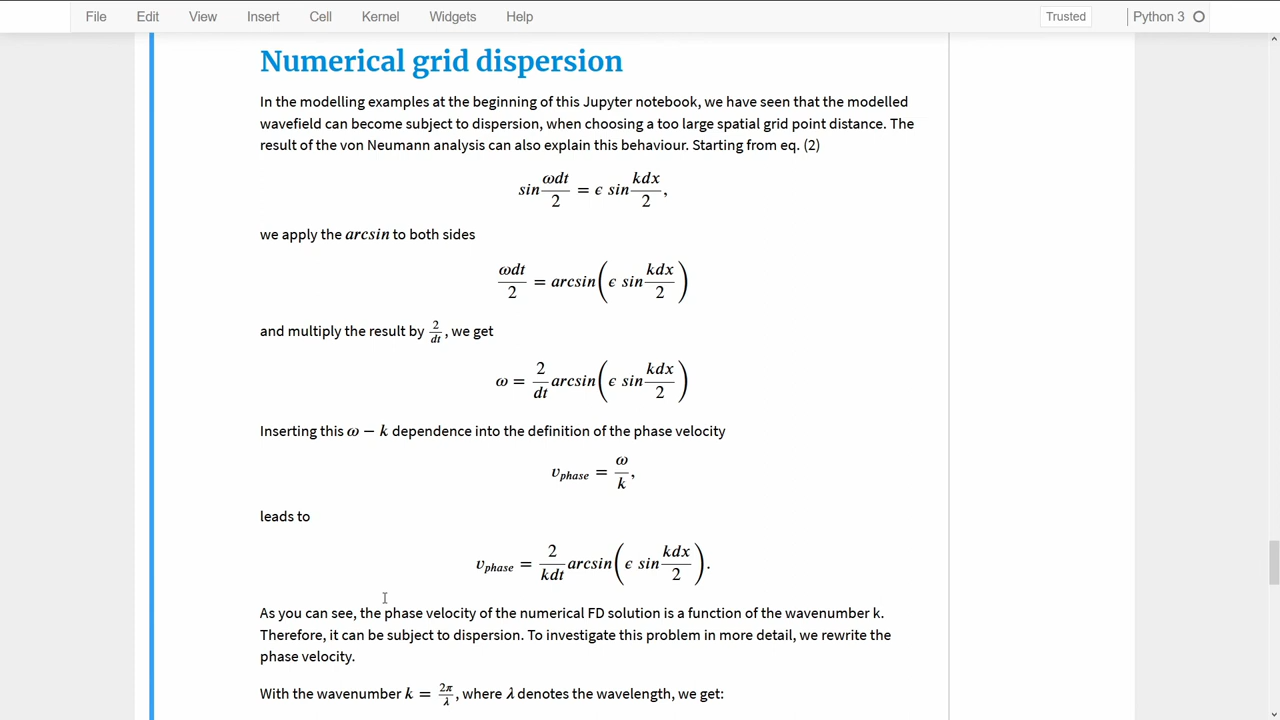 File Edit View Insert Cell Kernel Widgets Help Trusted Python 3
Numerical grid dispersion
In the modelling examples at the beginning of this Jupyter notebook, we have seen that the modelled
wavefield can become subject to dispersion, when choosing a too large spatial grid point distance. The
result of the von Neumann analysis can also explain this behaviour. Starting from eq. (2)
sin ωdt/2 = ϵ sin kdx/2,
we apply the arcsin to both sides
ωdt/2 = arcsin(ϵ sin kdx/2)
and multiply the result by 2/dt, we get
ω = 2/dt arcsin(ϵ sin kdx/2)
Inserting this ω − k dependence into the definition of the phase velocity
v_phase = ω/k,
leads to
v_phase = 2/kdt arcsin(ϵ sin kdx/2).
As you can see, the phase velocity of the numerical FD solution is a function of the wavenumber k.
Therefore, it can be subject to dispersion. To investigate this problem in more detail, we rewrite the
phase velocity.
With the wavenumber k = 2π/λ, where λ denotes the wavelength, we get: